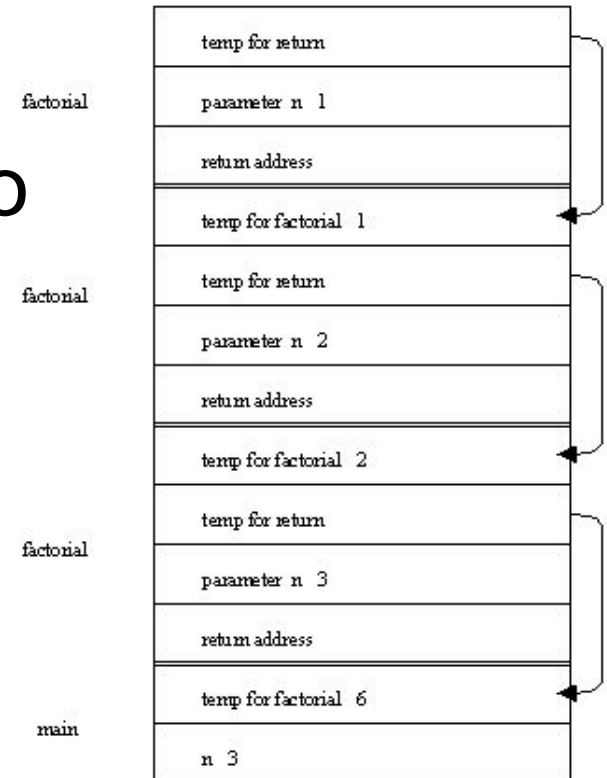 temp for return
factorial parameter n 1
return address
temp for factorial 1
factorial temp for return
parameter n 2
return address
temp for factorial 2
temp for return
factorial parameter n 3
return address
temp for factorial 6
main n 3